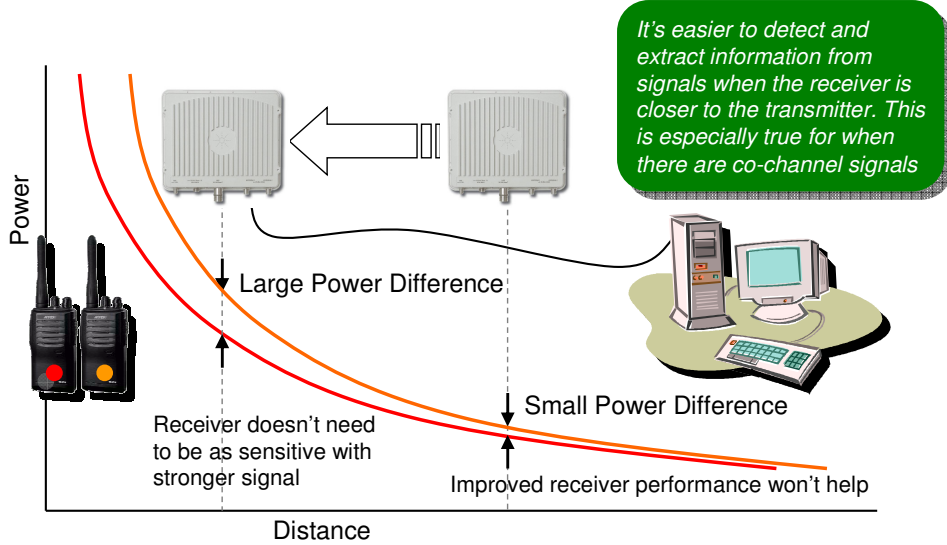 It's easier to detect and
extract information from
signals when the receiver is
closer to the transmitter. This
is especially true for when
there are co-channel signals
Power
Large Power Difference
Small Power Difference
Receiver doesn't need
to be as sensitive with
stronger signal
Improved receiver performance won't help
Distance